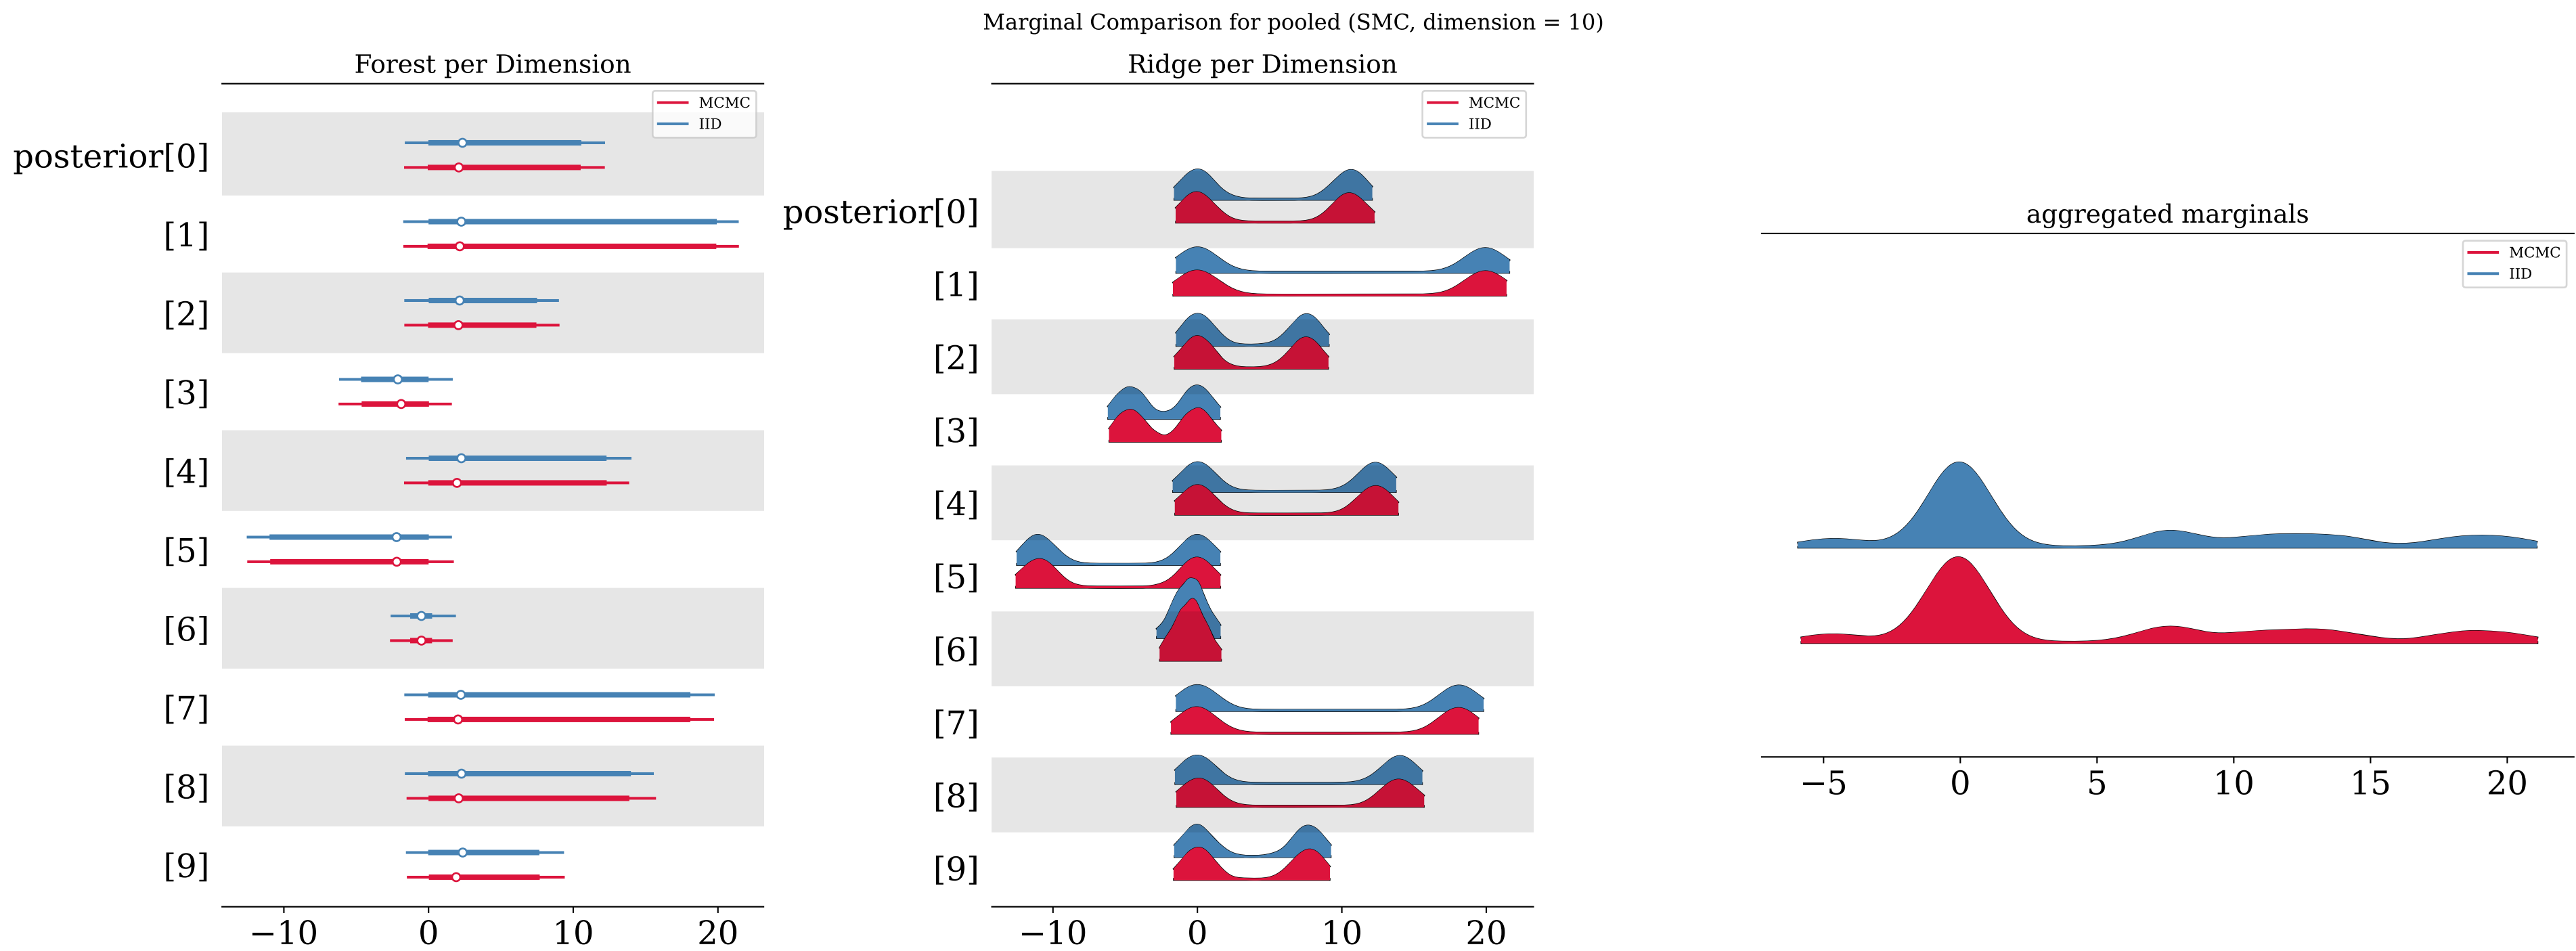 Marginal Comparison for pooled (SMC, dimension = 10)
Forest per Dimension
MCMC
IID
posterior[0]
[1]
[2]
[3]
[4]
[5]
[6]
[7]
[8]
[9]
−10 0 10 20
Ridge per Dimension
MCMC
IID
posterior[0]
[1]
[2]
[3]
[4]
[5]
[6]
[7]
[8]
[9]
−10 0 10 20
aggregated marginals
MCMC
IID
−5 0 5 10 15 20